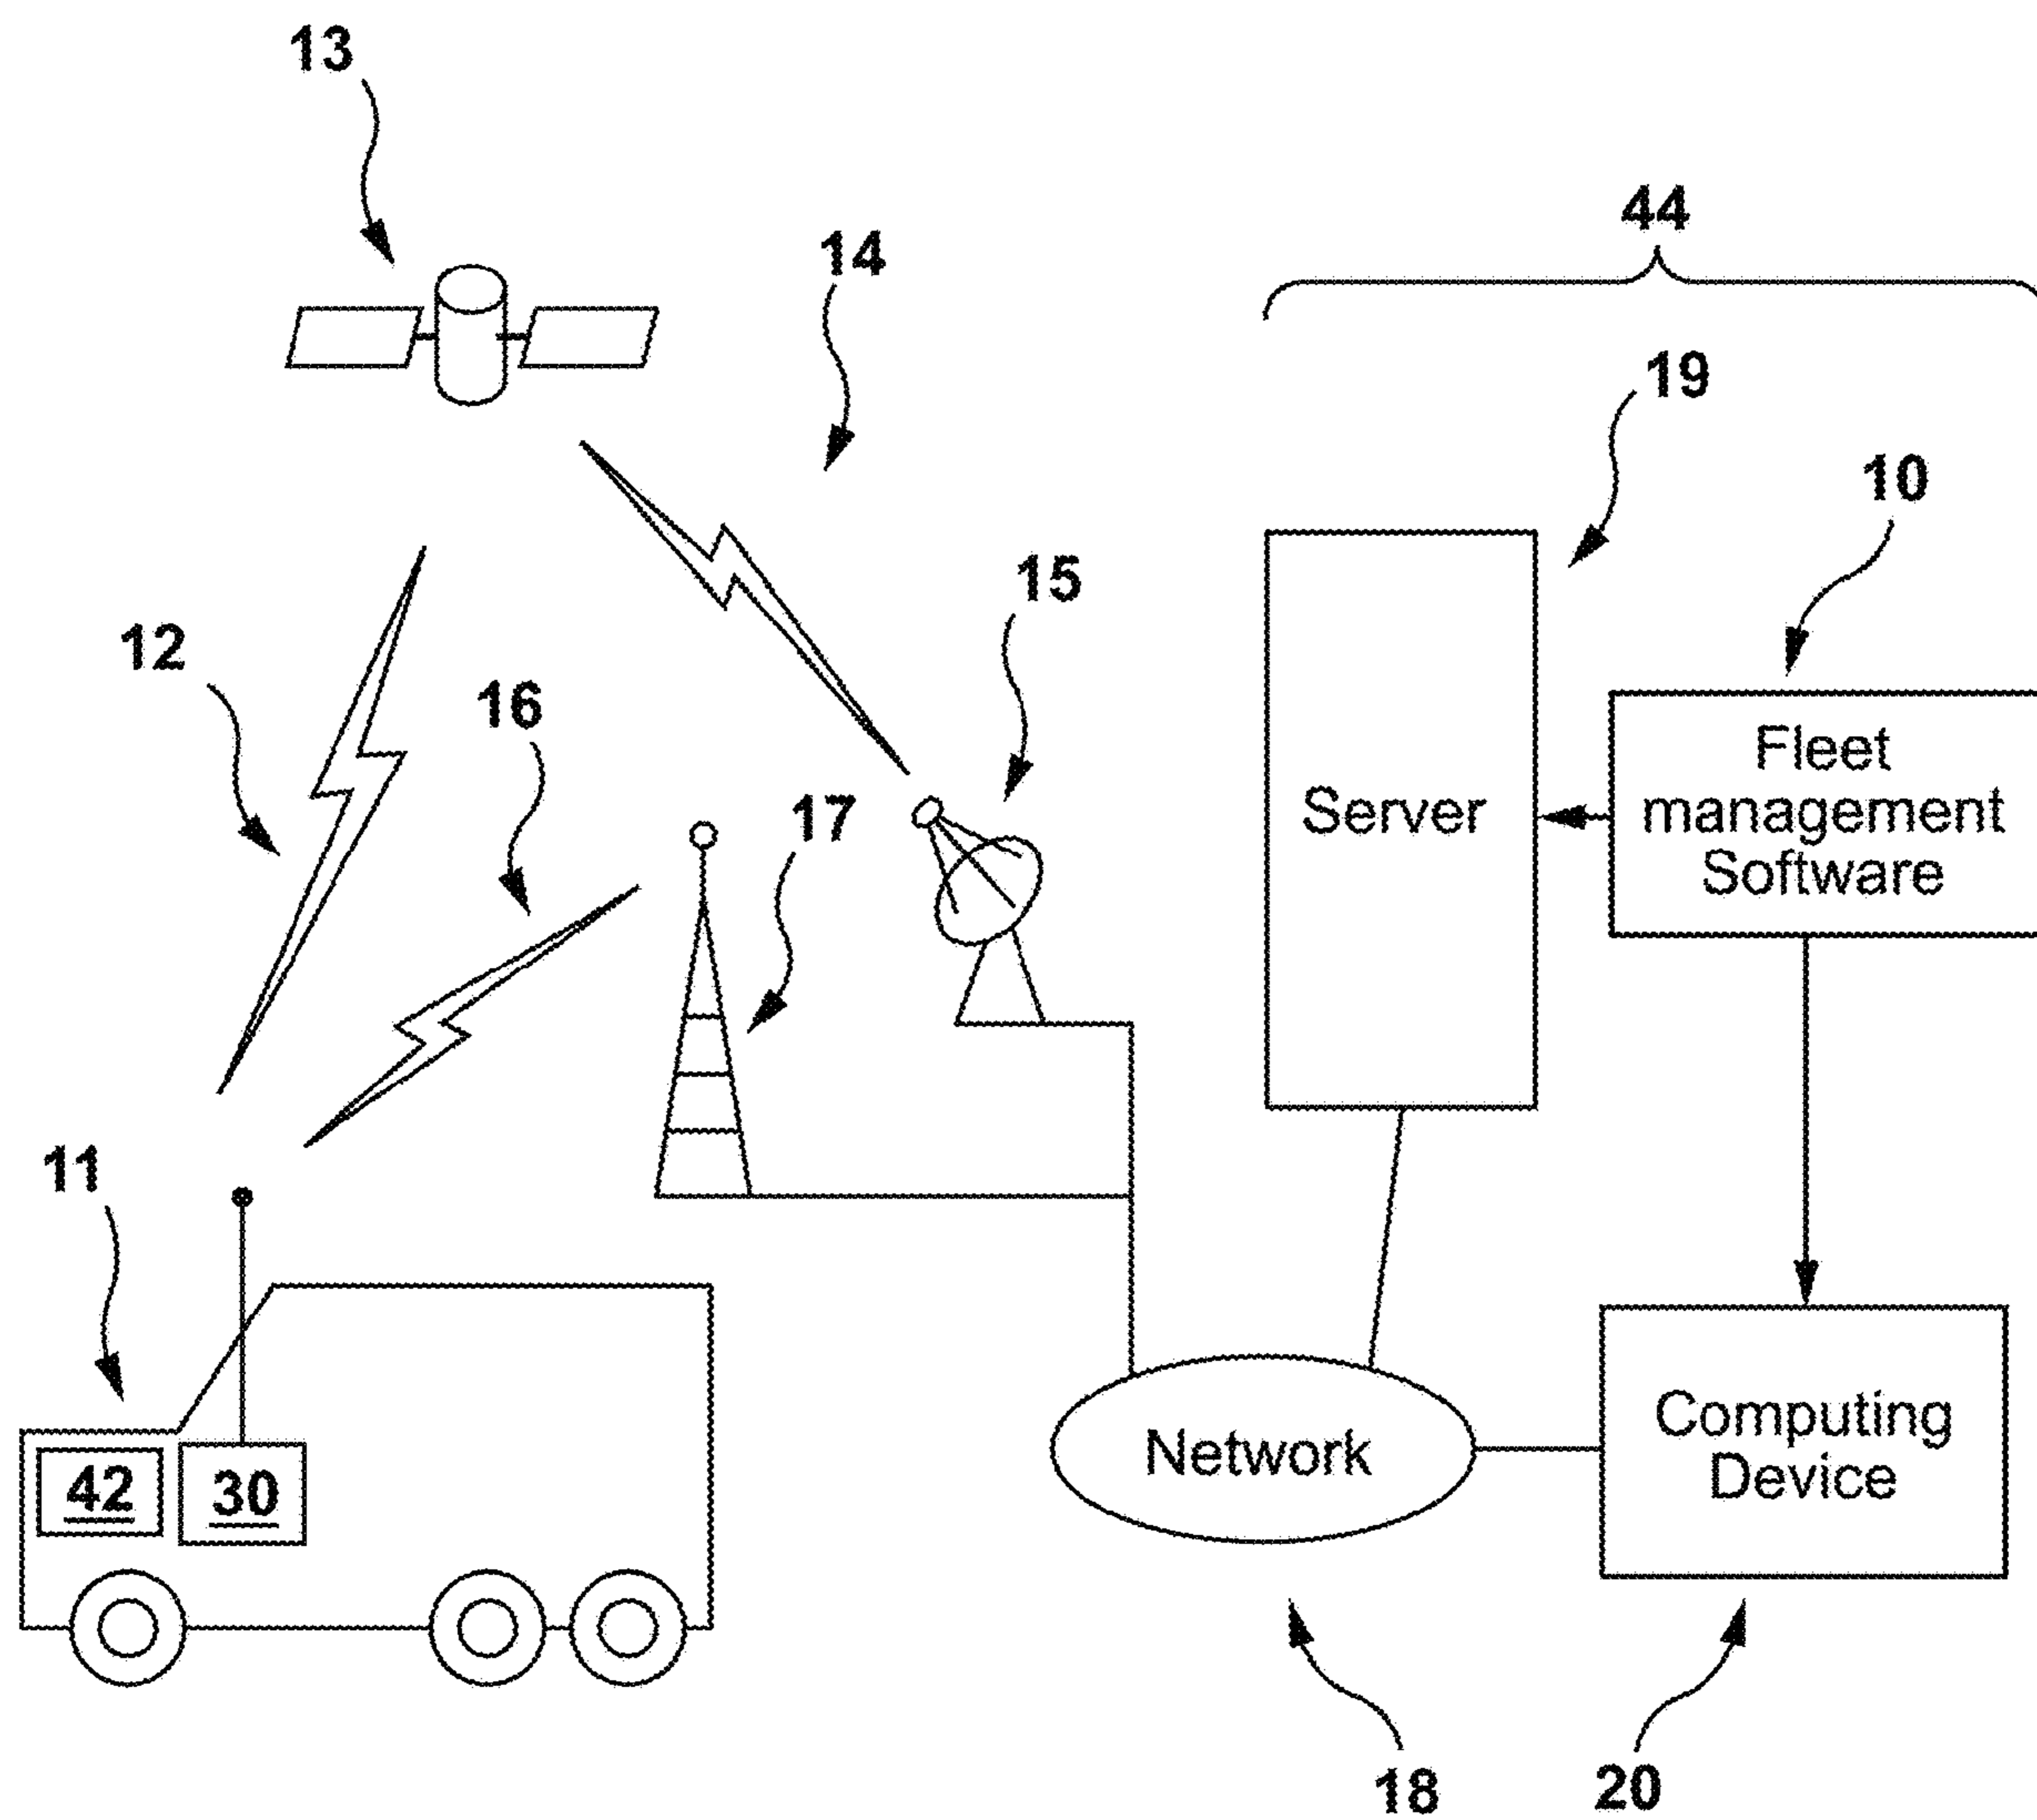 13
44
14
19
10
15
12
16
17
Fleet
management
Software
Server
11
Computing
Device
Network
42
30
18
20